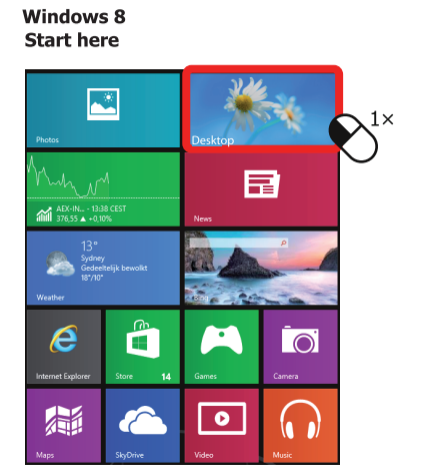 Windows 8
Start here
1×
Photos
Desktop
AEX-IN... - 13:38 CEST
376,55 ▲ +0,10%
News
13°
Sydney
Gedeeltelijk bewolkt
18°/10°
Weather
Bing
Internet Explorer
Store 14
Games
Camera
Maps
SkyDrive
Video
Music